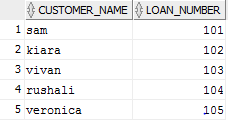 CUSTOMER_NAME LOAN_NUMBER
1 sam 101
2 kiara 102
3 vivan 103
4 rushali 104
5 veronica 105